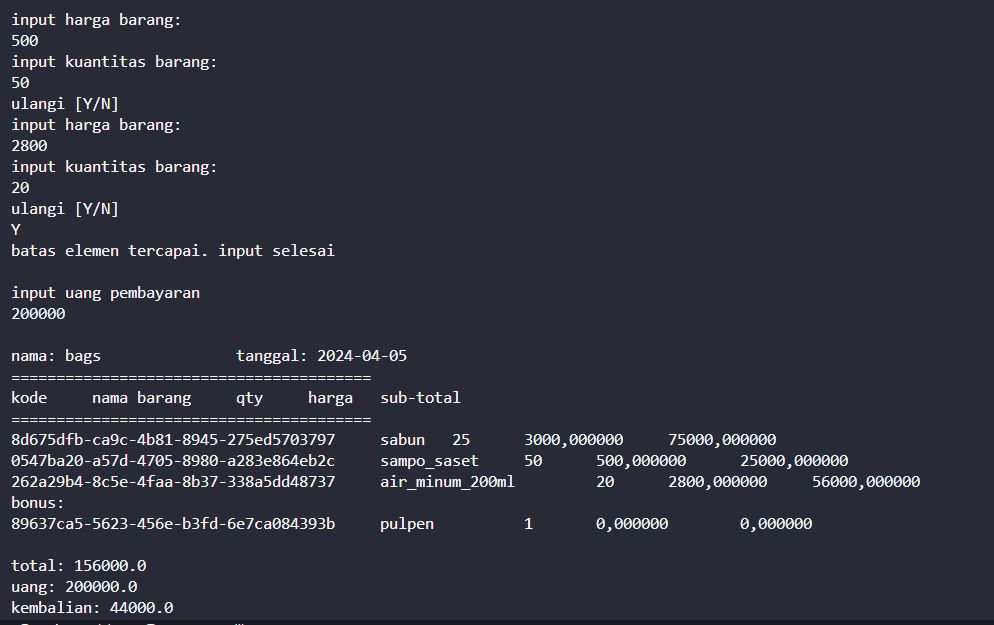 input harga barang:
500
input kuantitas barang:
50
ulangi [Y/N]
input harga barang:
2800
input kuantitas barang:
20
ulangi [Y/N]
Y
batas elemen tercapai. input selesai
input uang pembayaran
200000
nama: bags tanggal: 2024-04-05
========================================
kode nama barang qty harga sub-total
========================================
8d675dfb-ca9c-4b81-8945-275ed5703797 sabun 25 3000,000000 75000,000000
0547ba20-a57d-4705-8980-a283e864eb2c sampo_saset 50 500,000000 25000,000000
262a29b4-8c5e-4faa-8b37-338a5dd48737 air_minum_200ml 20 2800,000000 56000,000000
bonus:
89637ca5-5623-456e-b3fd-6e7ca084393b pulpen 1 0,000000 0,000000
total: 156000.0
uang: 200000.0
kembalian: 44000.0